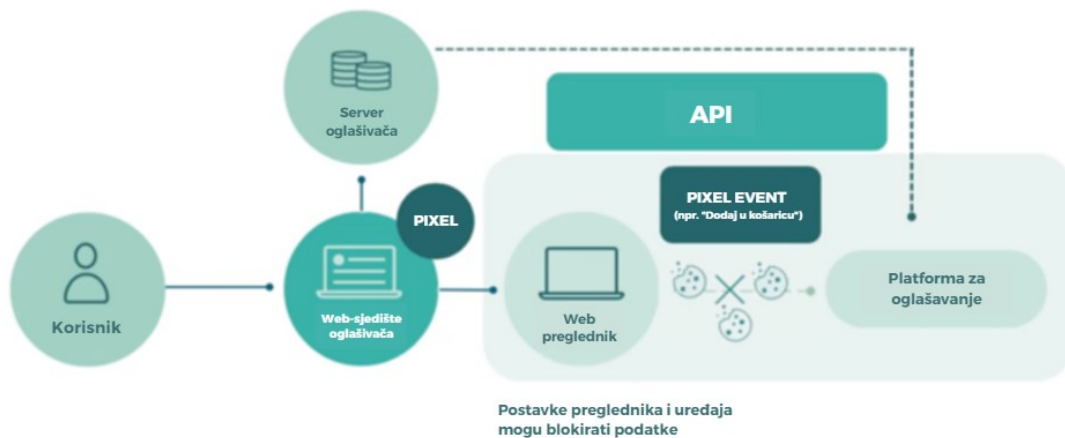 Server
oglašivača
API
PIXEL
PIXEL EVENT
(npr. "Dodaj u košaricu")
Korisnik
Web-sjedište
oglašivača
Web
preglednik
Platforma za
oglašavanje
Postavke preglednika i uređaja
mogu blokirati podatke